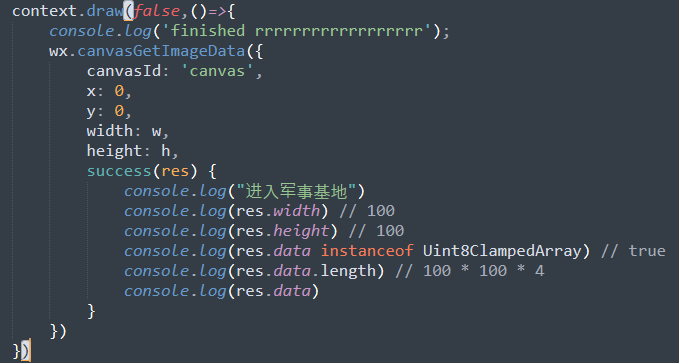 context.draw(false,()=>{
console.log('finished rrrrrrrrrrrrrrrrrr');
wx.canvasGetImageData({
canvasId: 'canvas',
x: 0,
y: 0,
width: w,
height: h,
success(res) {
console.log("进入军事基地")
console.log(res.width) // 100
console.log(res.height) // 100
console.log(res.data instanceof Uint8ClampedArray) // true
console.log(res.data.length) // 100 * 100 * 4
console.log(res.data)
}
})
})